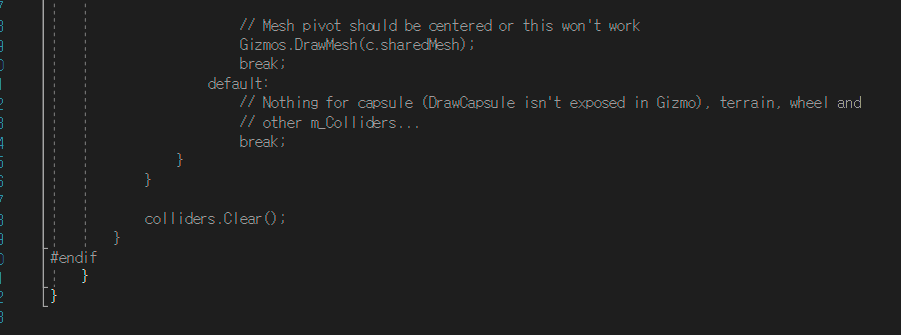 // Mesh pivot should be centered or this won't work
Gizmos.DrawMesh(c.sharedMesh);
break;
default:
// Nothing for capsule (DrawCapsule isn't exposed in Gizmo), terrain, wheel and
// other m_Colliders...
break;
}
}
colliders.Clear();
}
#endif
}
}